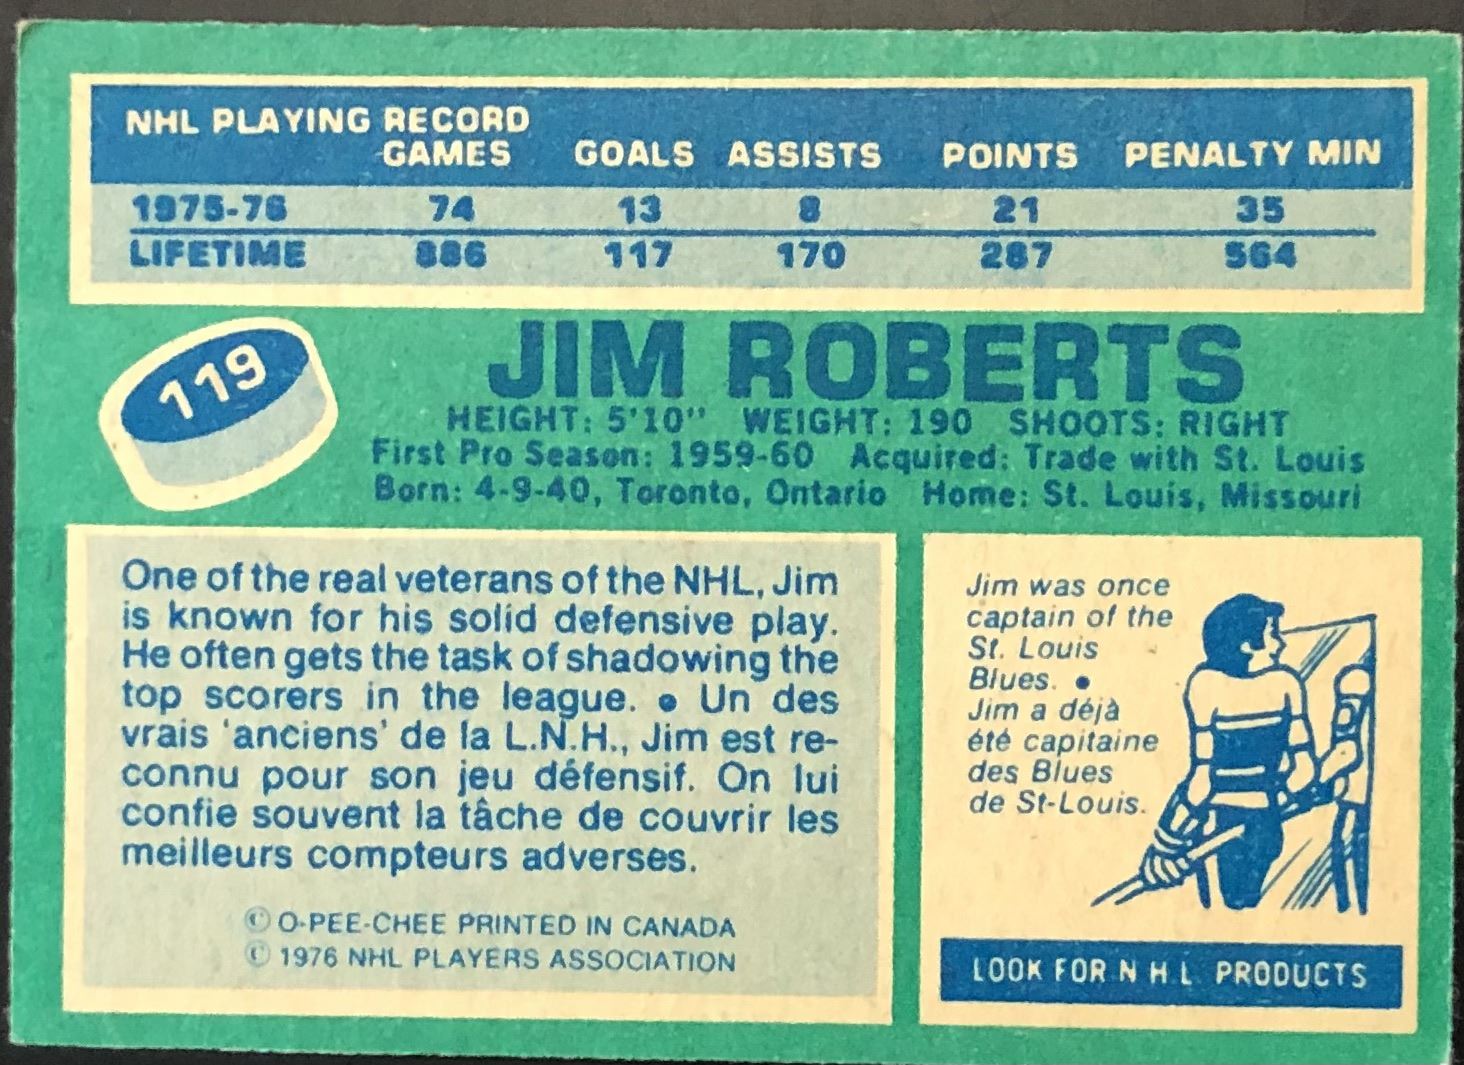 NHL PLAYING RECORD
GAMES GOALS ASSISTS POINTS PENALTY MIN
1975-76 74 13 8 21 35
LIFETIME 886 117 170 287 564
119
JIM ROBERTS
HEIGHT: 5'10" WEIGHT: 190 SHOOTS: RIGHT
First Pro Season: 1959-60 Acquired: Trade with St. Louis
Born: 4-9-40, Toronto, Ontario Home: St. Louis, Missouri
One of the real veterans of the NHL, Jim
is known for his solid defensive play.
He often gets the task of shadowing the
top scorers in the league. • Un des
vrais 'anciens' de la L.N.H., Jim est re-
connu pour son jeu défensif. On lui
confie souvent la tâche de couvrir les
meilleurs compteurs adverses.
© O-PEE-CHEE PRINTED IN CANADA
© 1976 NHL PLAYERS ASSOCIATION
Jim was once
captain of the
St. Louis
Blues. •
Jim a déjà
été capitaine
des Blues
de St-Louis.
LOOK FOR N H L PRODUCTS